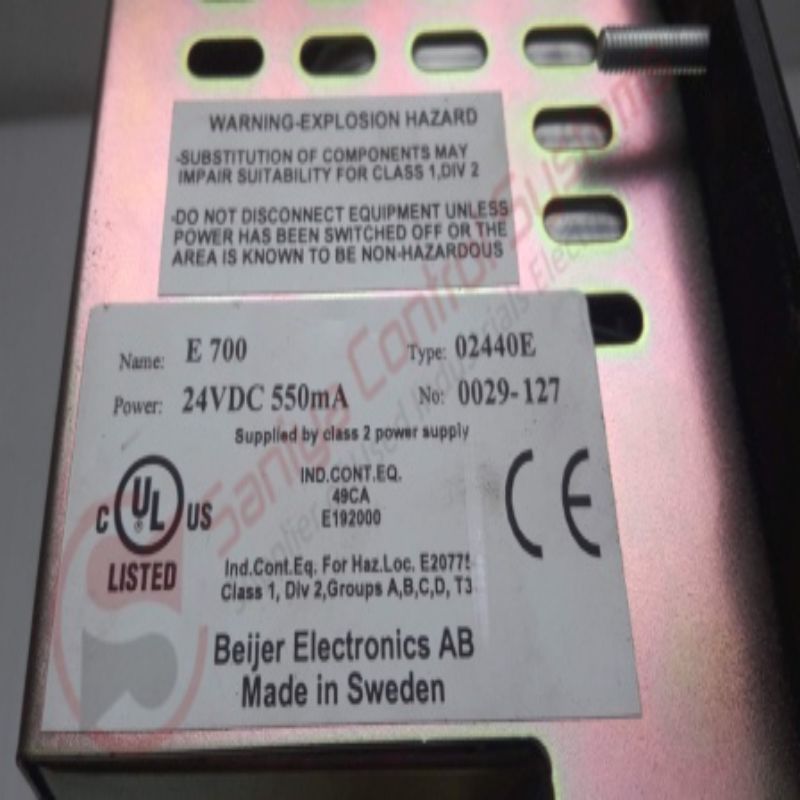 WARNING-EXPLOSION HAZARD
-SUBSTITUTION OF COMPONENTS MAY
IMPAIR SUITABILITY FOR CLASS 1,DIV 2
-DO NOT DISCONNECT EQUIPMENT UNLESS
POWER HAS BEEN SWITCHED OFF OR THE
AREA IS KNOWN TO BE NON-HAZARDOUS
Name: E 700 Type: 02440E
Power: 24VDC 550mA No: 0029-127
Supplied by class 2 power supply
IND.CONT.EQ.
49CA
E192000
C UL US
LISTED
CE
Ind.Cont.Eq. For Haz.Loc. E20775
Class 1, Div 2,Groups A,B,C,D, T3
Beijer Electronics AB
Made in Sweden
Saniya Control Systems